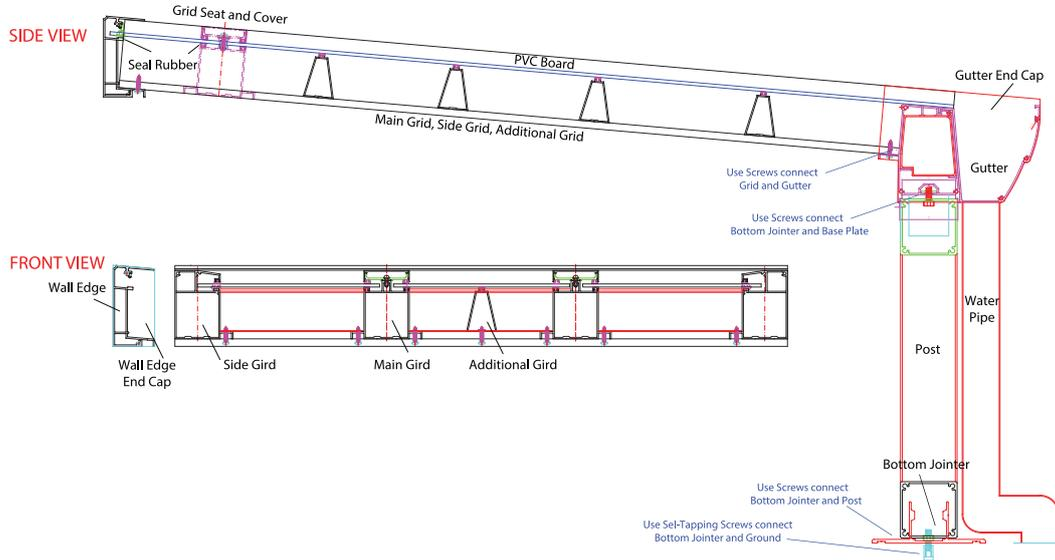 Grid Seat and Cover
SIDE VIEW
Seal Rubber
PVC Board
Gutter End Cap
Main Grid, Side Grid, Additional Grid
Use Screws connect
Grid and Gutter
Gutter
Use Screws connect
Bottom Jointer and Base Plate
FRONT VIEW
Wall Edge
Wall Edge
End Cap
Side Gird
Main Gird
Additional Gird
Water
Pipe
Post
Bottom Jointer
Use Screws connect
Bottom Jointer and Post
Use Sel-Tapping Screws connect
Bottom Jointer and Ground